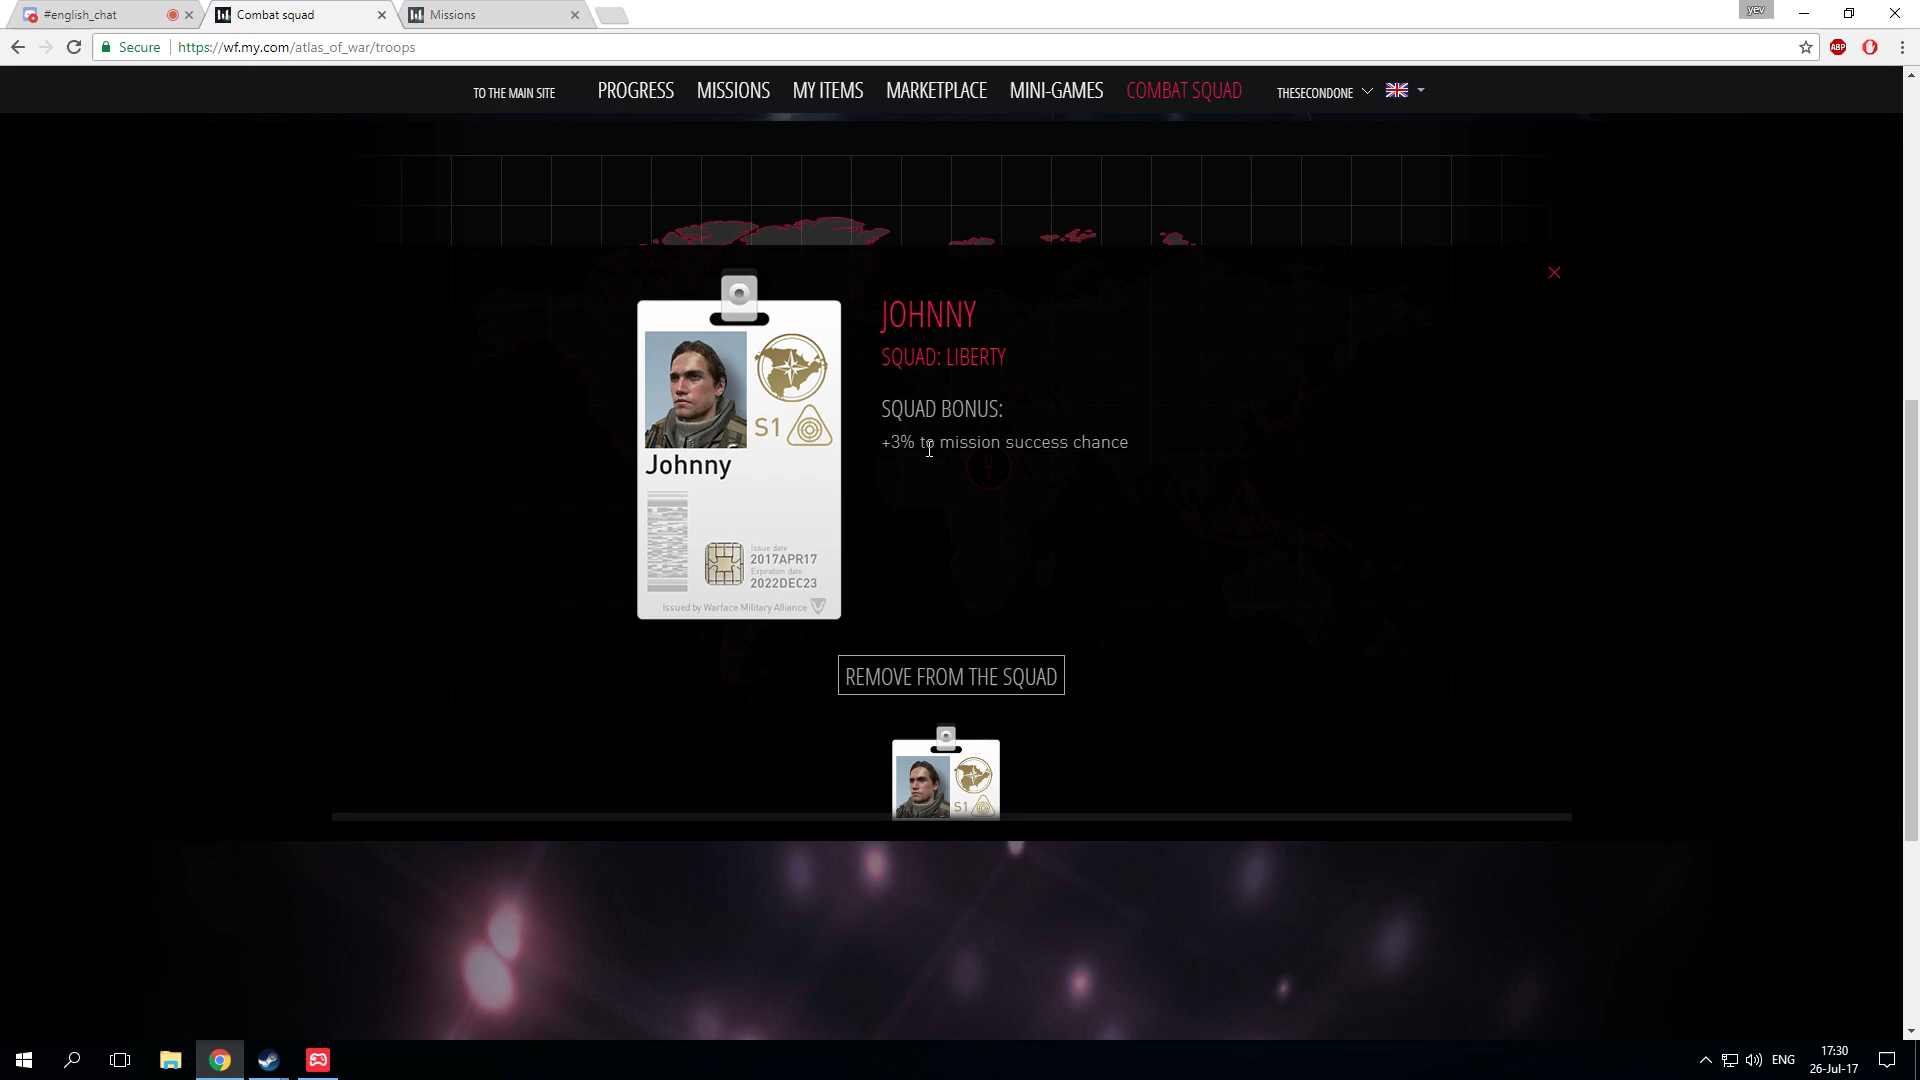 #english_chat
Combat squad
Missions
yev
Secure
https://wf.my.com/atlas_of_war/troops
ABP
TO THE MAIN SITE
PROGRESS
MISSIONS
MY ITEMS
MARKETPLACE
MINI-GAMES
COMBAT SQUAD
THESECONDONE
JOHNNY
SQUAD: LIBERTY
SQUAD BONUS:
+3% to mission success chance
S1
Johnny
Issue date
2017APR17
Expiration date
2022DEC23
Issued by Warface Military Alliance
REMOVE FROM THE SQUAD
S1
ENG
17:30
26-Jul-17